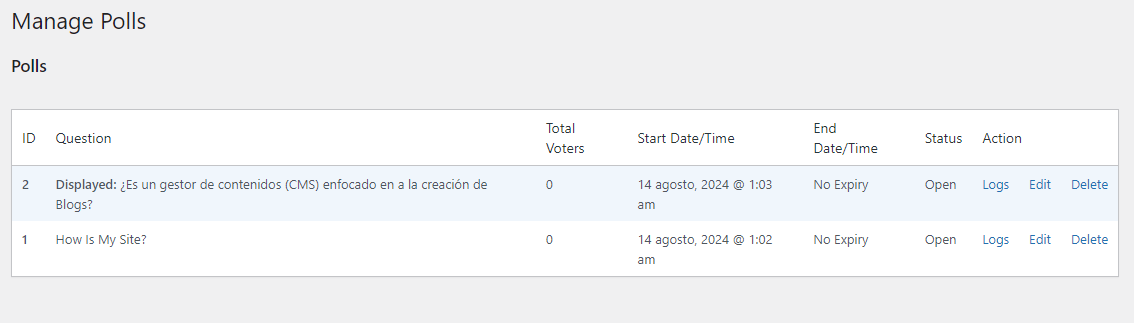 Manage Polls
Polls
ID Question Total Voters Start Date/Time End Date/Time Status Action
2 Displayed: ¿Es un gestor de contenidos (CMS) enfocado en a la creación de Blogs? 0 14 agosto, 2024 @ 1:03 am No Expiry Open Logs Edit Delete
1 How Is My Site? 0 14 agosto, 2024 @ 1:02 am No Expiry Open Logs Edit Delete